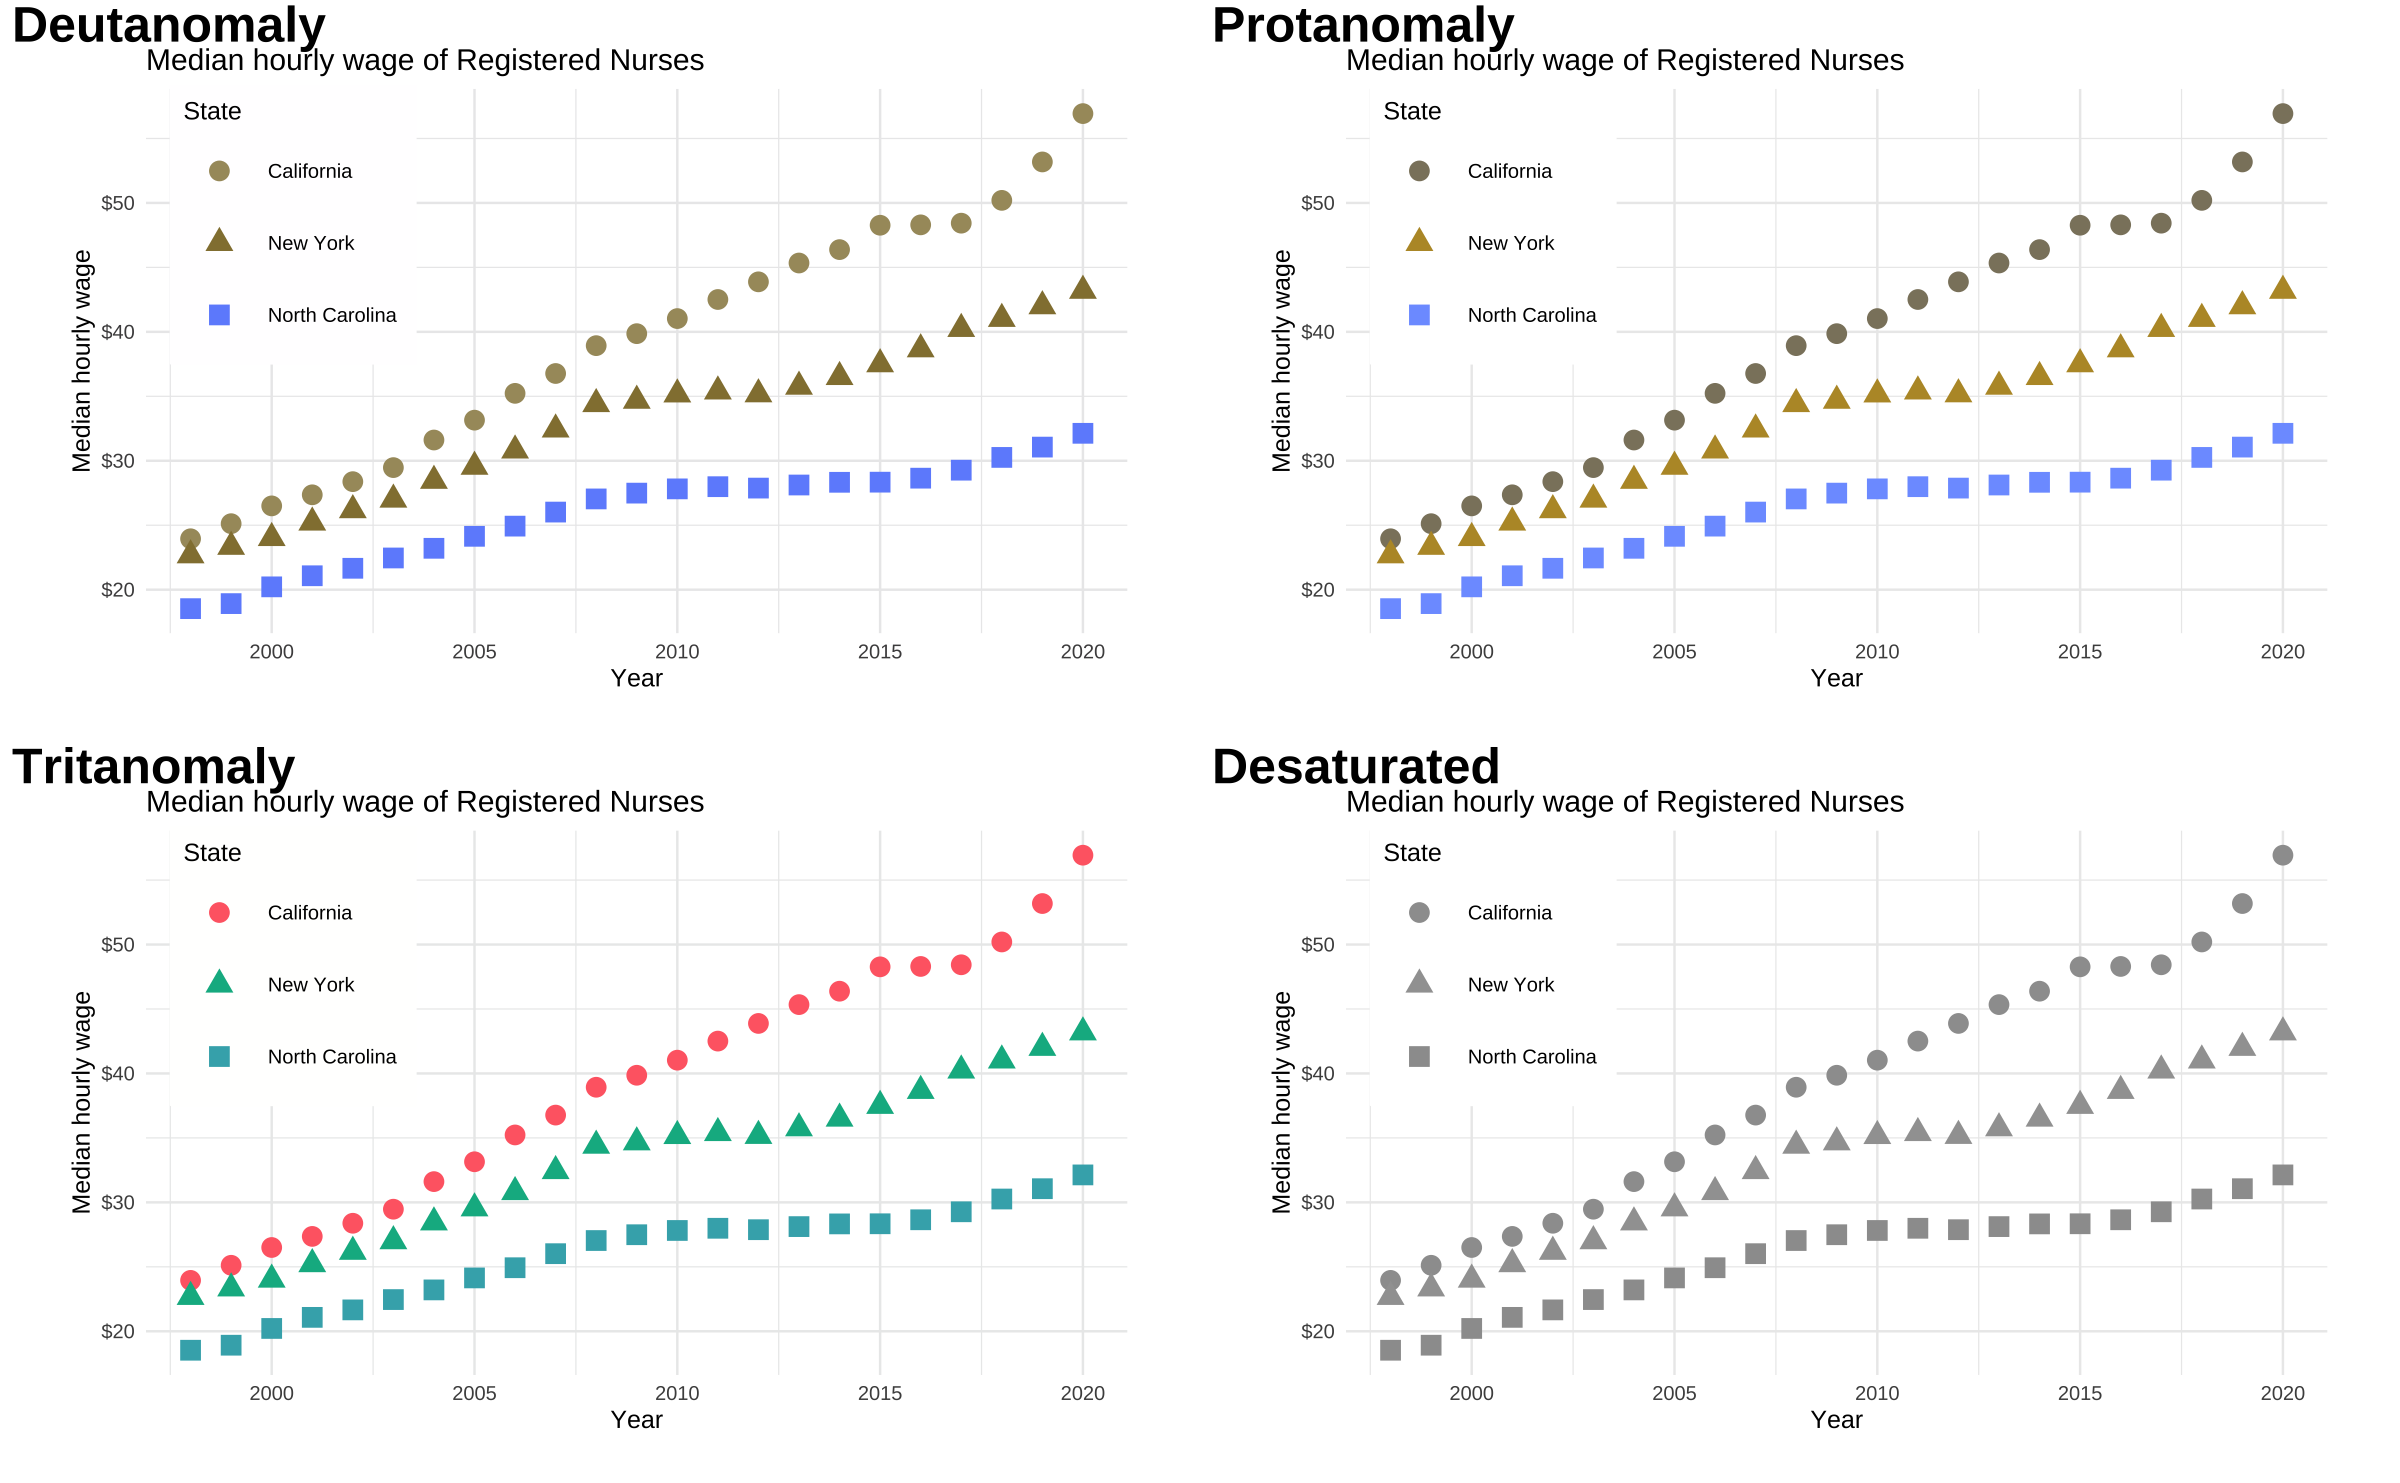 Deutanomaly
Median hourly wage of Registered Nurses
State
California
New York
North Carolina
Median hourly wage
$50
$40
$30
$20
2000 2005 2010 2015 2020
Year
Protanomaly
Median hourly wage of Registered Nurses
State
California
New York
North Carolina
Median hourly wage
$50
$40
$30
$20
2000 2005 2010 2015 2020
Year
Tritanomaly
Median hourly wage of Registered Nurses
State
California
New York
North Carolina
Median hourly wage
$50
$40
$30
$20
2000 2005 2010 2015 2020
Year
Desaturated
Median hourly wage of Registered Nurses
State
California
New York
North Carolina
Median hourly wage
$50
$40
$30
$20
2000 2005 2010 2015 2020
Year